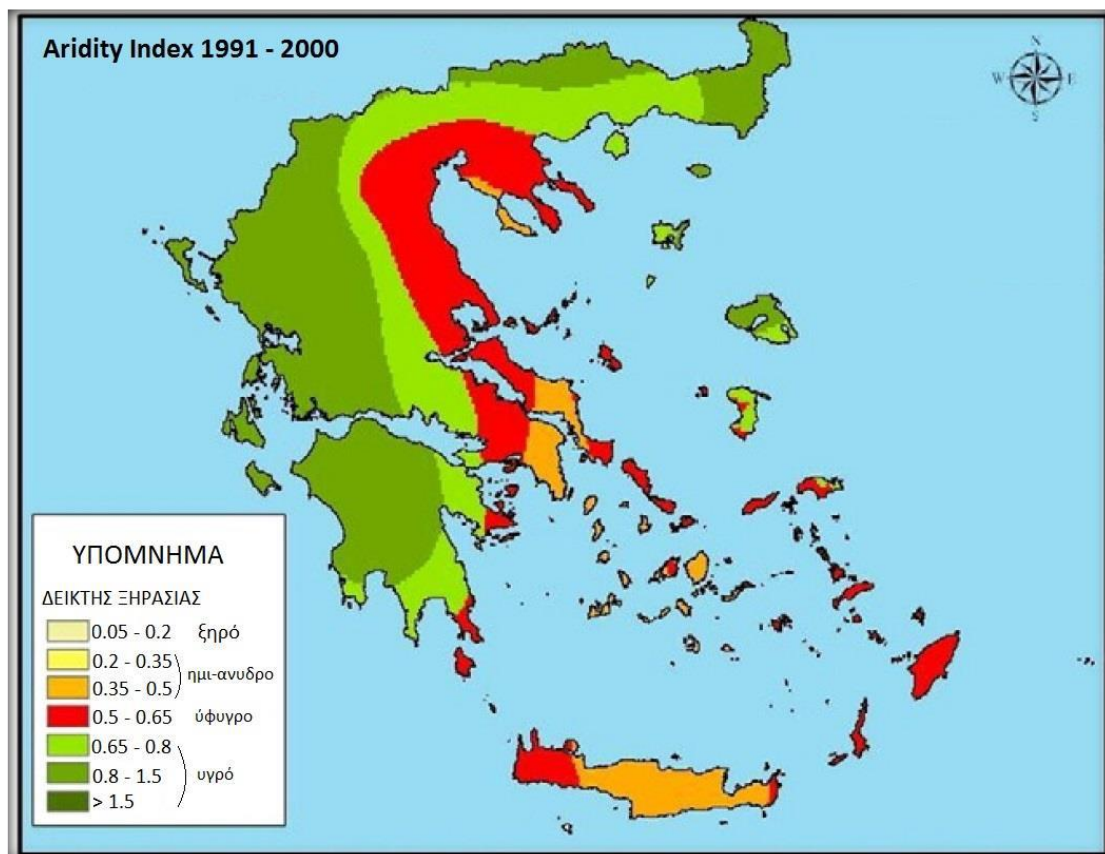 Aridity Index 1991 - 2000
N
W E
S
ΥΠΟΜΝΗΜΑ
ΔΕΙΚΤΗΣ ΞΗΡΑΣΙΑΣ
0.05 - 0.2 ξηρό
0.2 - 0.35
ημι-ανυδρο
0.35 - 0.5
0.5 - 0.65 ύφυγρο
0.65 - 0.8
0.8 - 1.5 υγρό
> 1.5